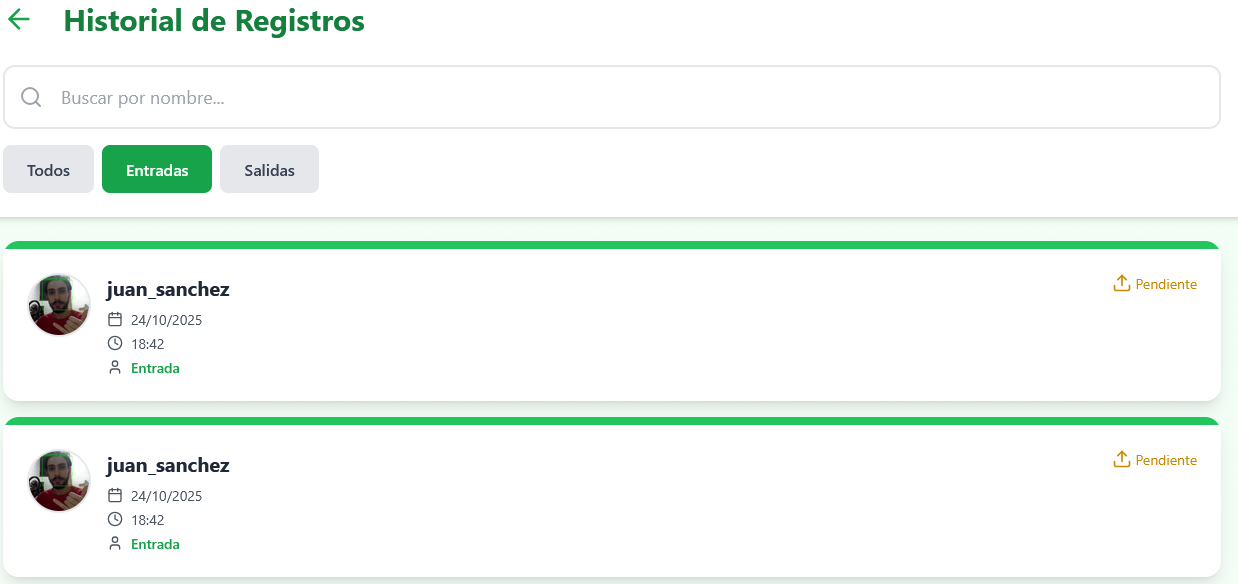 Historial de Registros
Buscar por nombre...
Todos
Entradas
Salidas
juan_sanchez
Pendiente
24/10/2025
18:42
Entrada
juan_sanchez
Pendiente
24/10/2025
18:42
Entrada